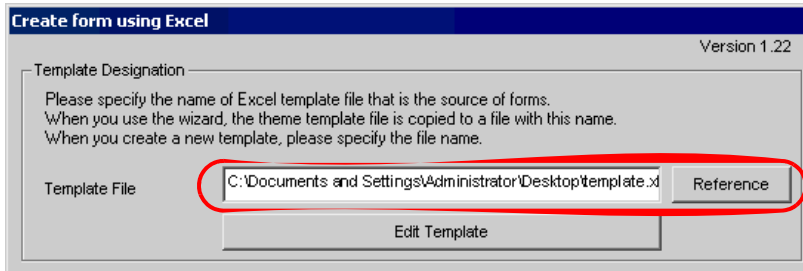 Create form using Excel
Version 1.22
Template Designation
Please specify the name of Excel template file that is the source of forms.
When you use the wizard, the theme template file is copied to a file with this name.
When you create a new template, please specify the file name.
Template File
C:\Documents and Settings\Administrator\Desktop\template.xl
Reference
Edit Template